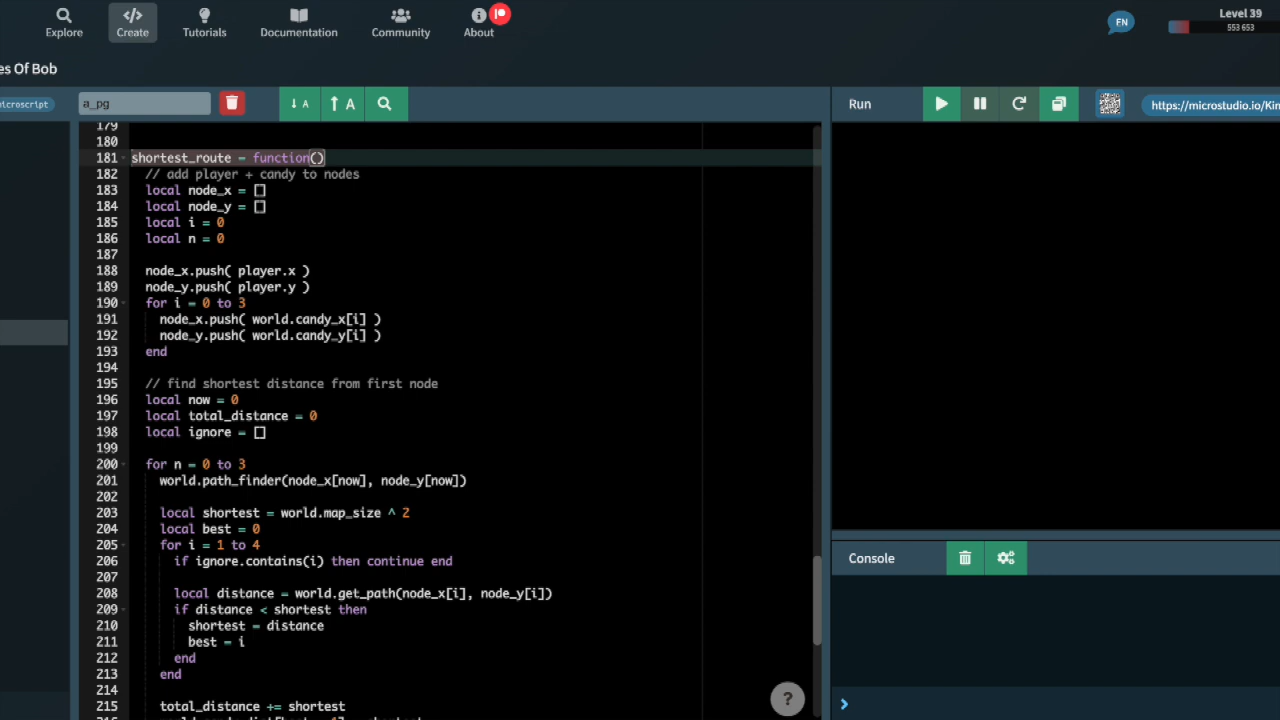 Explore
Create
Tutorials
Documentation
Community
About
EN
Level 39
553 653
es Of Bob
microscript
a_pg
↓ A
↑ A
Run
https://microstudio.io/Kin
179
180
181 shortest_route = function()
182 // add player + candy to nodes
183 local node_x = []
184 local node_y = []
185 local i = 0
186 local n = 0
187
188 node_x.push( player.x )
189 node_y.push( player.y )
190 for i = 0 to 3
191 node_x.push( world.candy_x[i] )
192 node_y.push( world.candy_y[i] )
193 end
194
195 // find shortest distance from first node
196 local now = 0
197 local total_distance = 0
198 local ignore = []
199
200 for n = 0 to 3
201 world.path_finder(node_x[now], node_y[now])
202
203 local shortest = world.map_size ^ 2
204 local best = 0
205 for i = 1 to 4
206 if ignore.contains(i) then continue end
207
208 local distance = world.get_path(node_x[i], node_y[i])
209 if distance < shortest then
210 shortest = distance
211 best = i
212 end
213 end
214
215 total_distance += shortest
Console
?